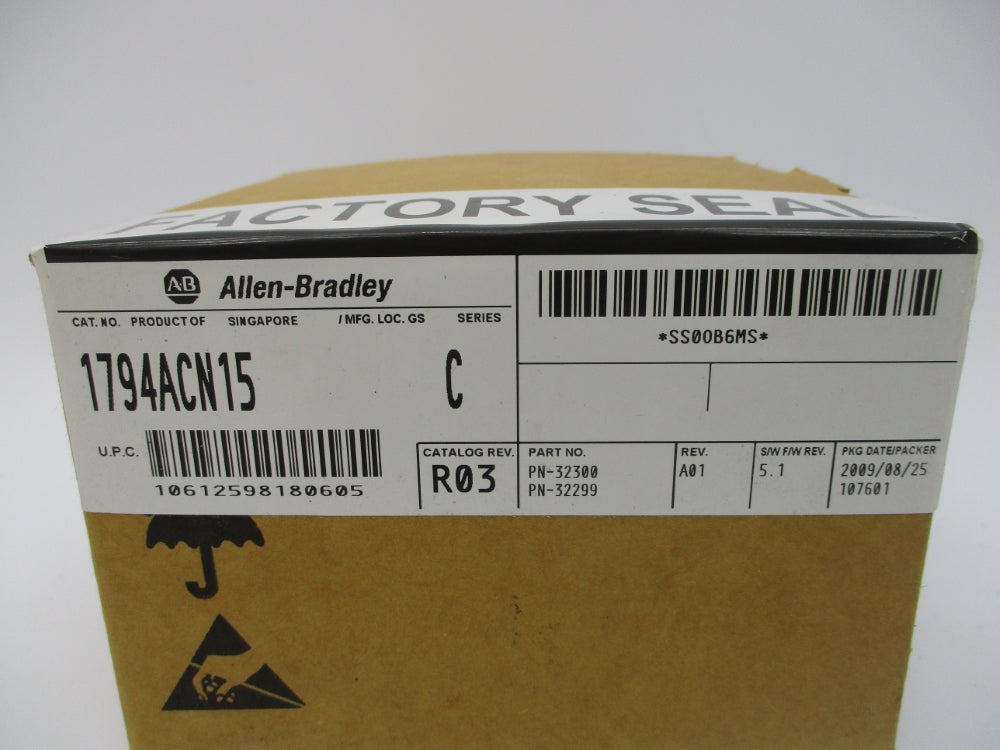 FACTORY SEAL
AB Allen-Bradley
CAT. NO. PRODUCT OF SINGAPORE / MFG. LOC. GS SERIES
1794ACN15 C
U.P.C.
10612598180605
CATALOG REV.
R03
*SS00B6MS*
PART NO.
PN-32300
PN-32299
REV.
A01
S/W F/W REV.
5.1
PKG DATE/PACKER
2009/08/25
107601